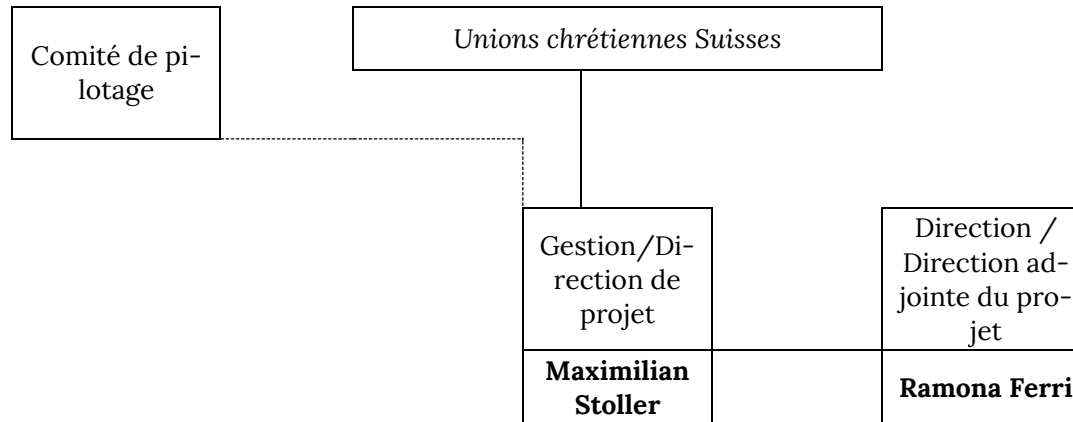 Comité de pi-
lotage
Unions chrétiennes Suisses
Gestion/Di-
rection de
projet
Direction /
Direction ad-
jointe du pro-
jet
Maximilian
Stoller
Ramona Ferri